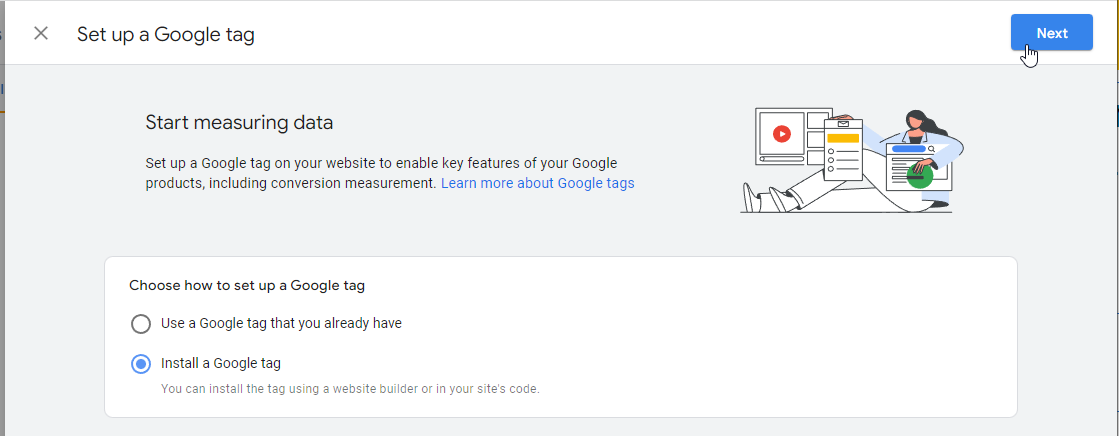 Set up a Google tag
Next
Start measuring data
Set up a Google tag on your website to enable key features of your Google
products, including conversion measurement. Learn more about Google tags
Choose how to set up a Google tag
Use a Google tag that you already have
Install a Google tag
You can install the tag using a website builder or in your site's code.